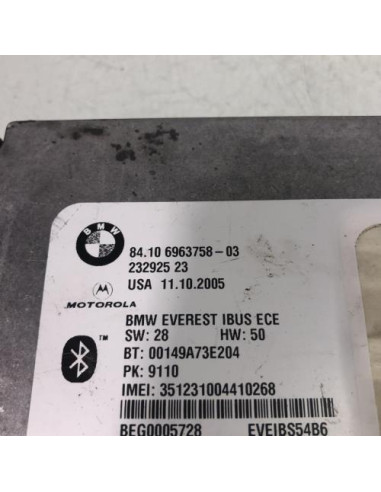 BMW
84.10 6963758-03
232925 23
USA 11.10.2005
MOTOROLA
BMW EVEREST IBUS ECE
SW: 28 HW: 50
TM
BT: 00149A73E204
PK: 9110
IMEI: 351231004410268
BEG0005728 EVEIBS54B6